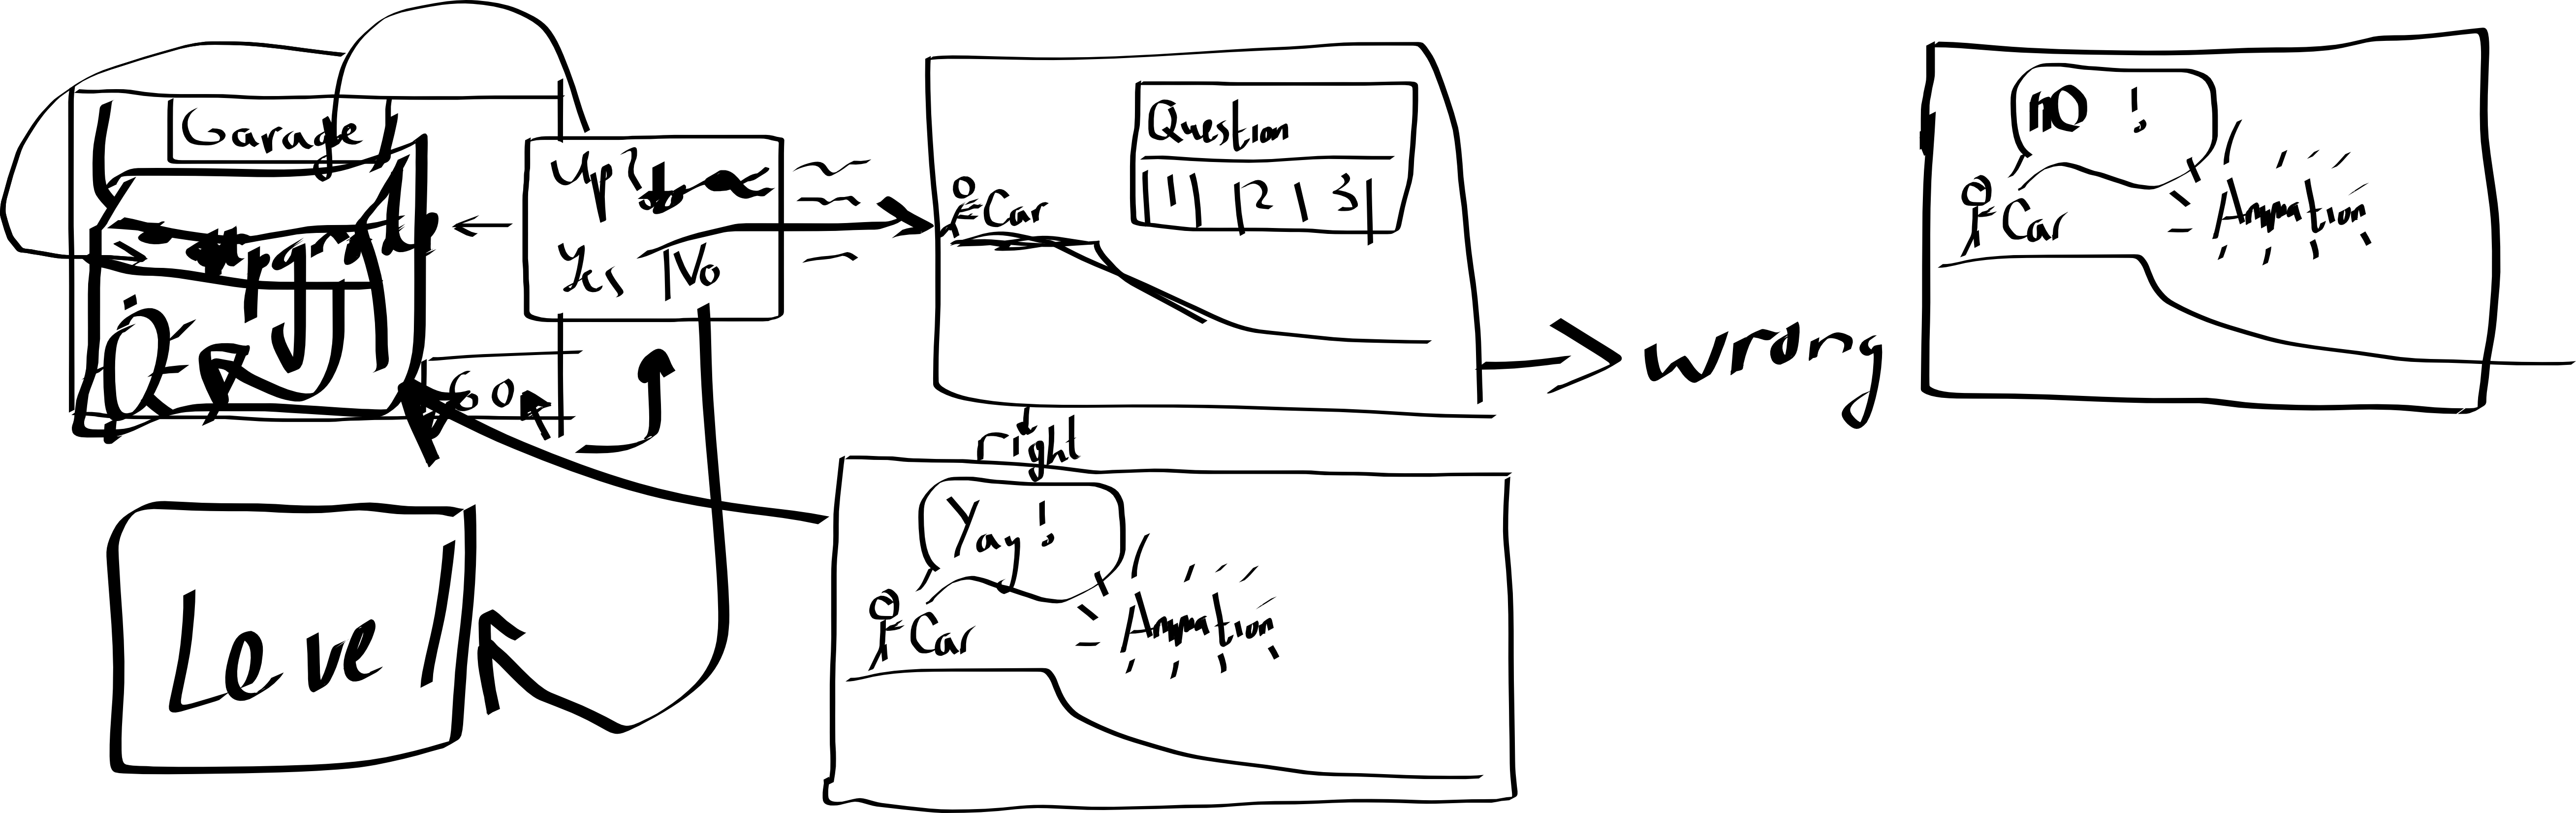 Garage
Up?
Yes / No
Go
Question
1 | 2 | 3
Car
wrong
no !
Car
Animation
right
Yay !
Car
Animation
Level